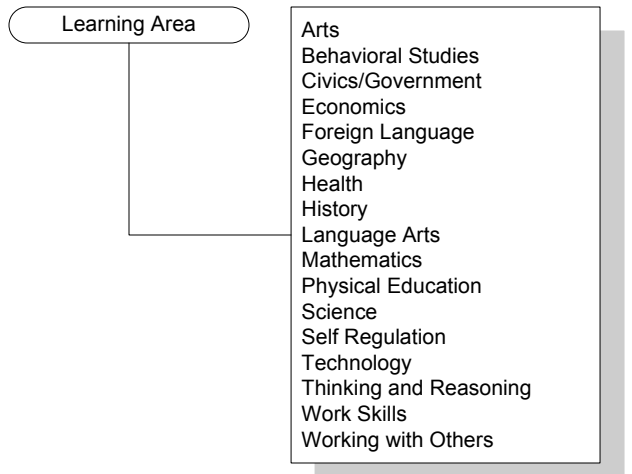 Learning Area
Arts
Behavioral Studies
Civics/Government
Economics
Foreign Language
Geography
Health
History
Language Arts
Mathematics
Physical Education
Science
Self Regulation
Technology
Thinking and Reasoning
Work Skills
Working with Others